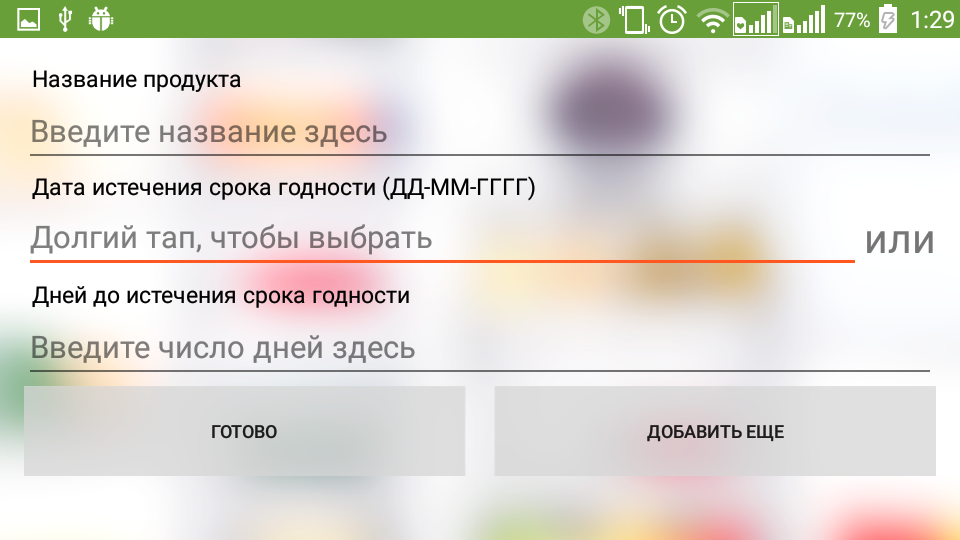 77% 1:29
Название продукта
Введите название здесь
Дата истечения срока годности (ДД-ММ-ГГГГ)
Долгий тап, чтобы выбрать ИЛИ
Дней до истечения срока годности
Введите число дней здесь
ГОТОВО ДОБАВИТЬ ЕЩЕ